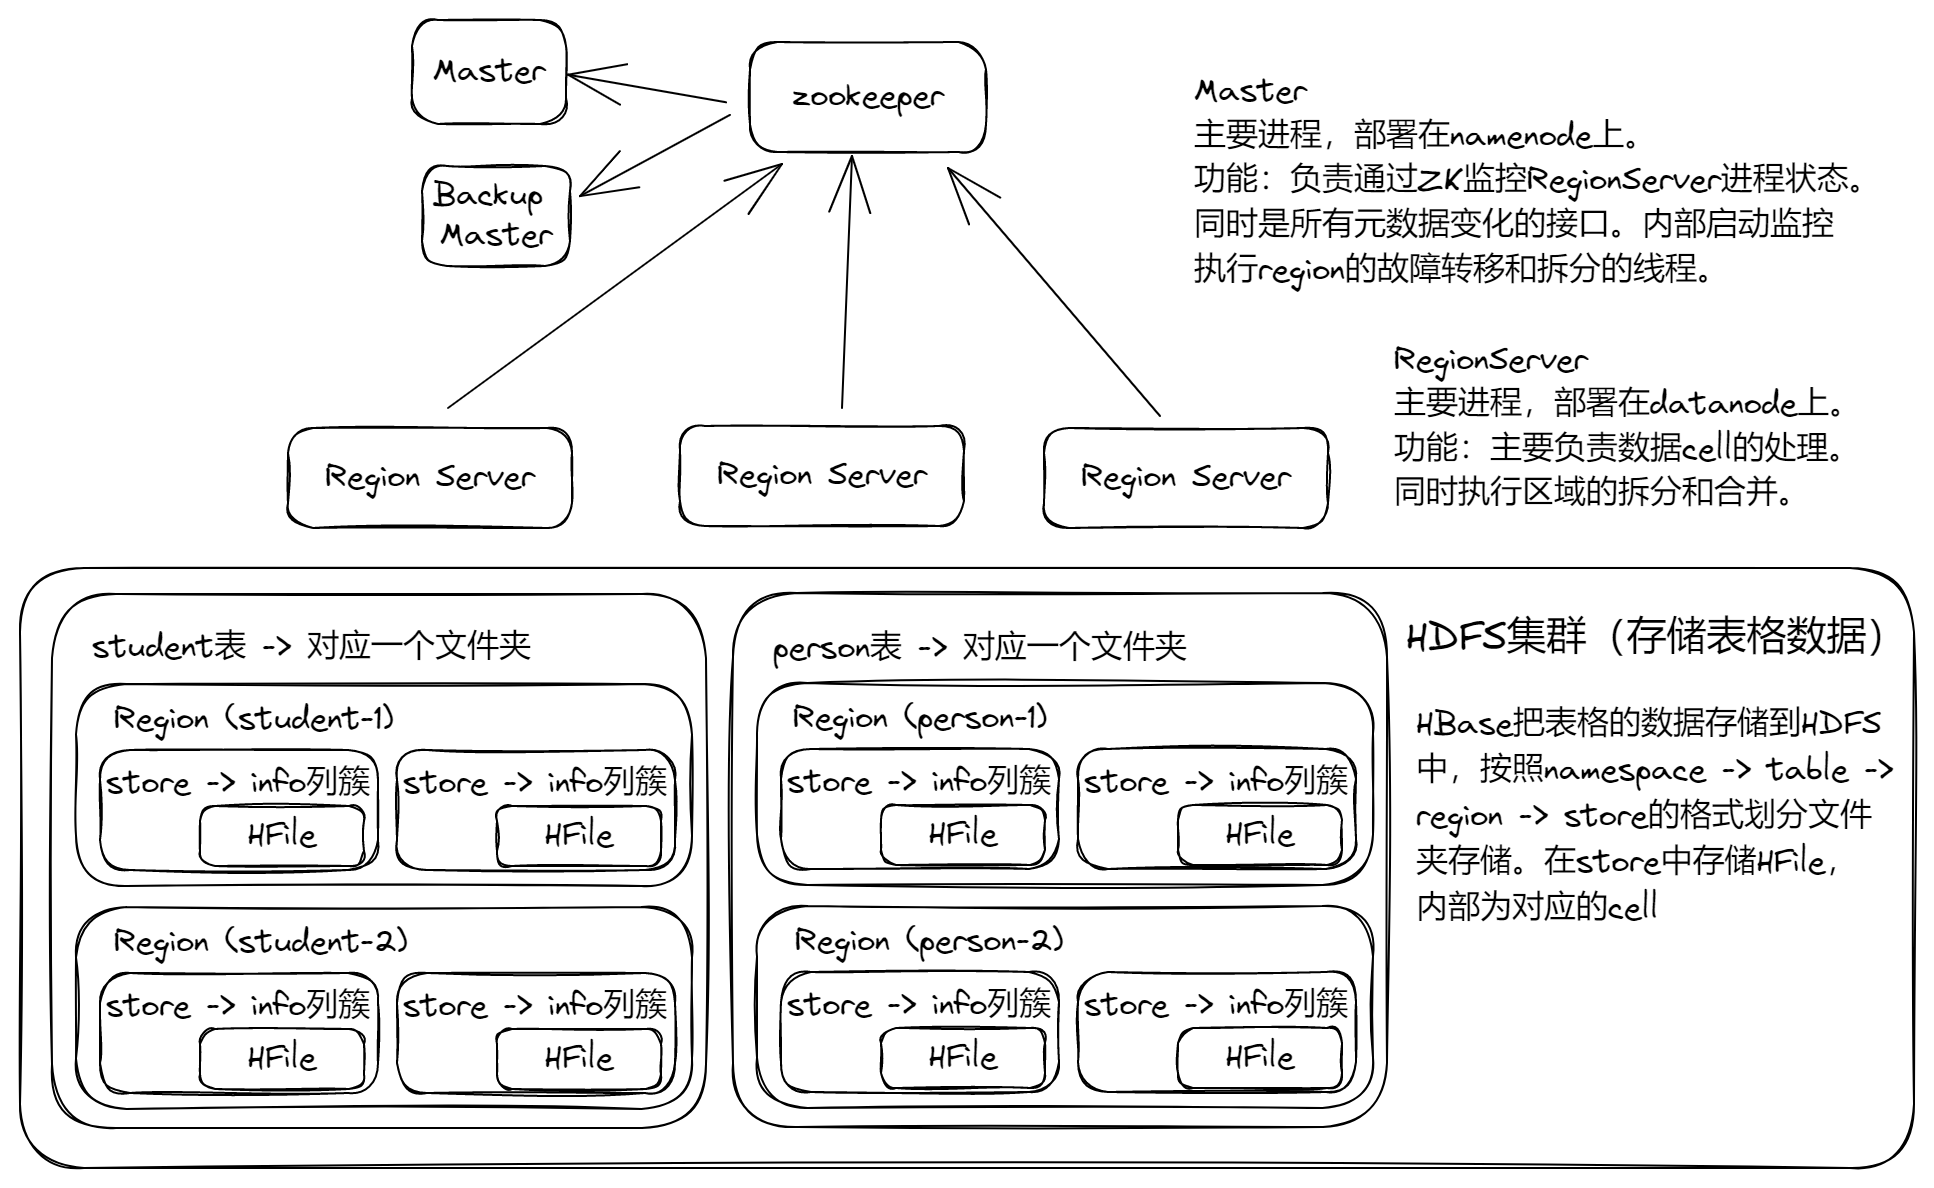 Master
zookeeper
Backup
Master
Master
主要进程，部署在namenode上。
功能：负责通过ZK监控RegionServer进程状态。
同时是所有元数据变化的接口。内部启动监控
执行region的故障转移和拆分的线程。
RegionServer
主要进程，部署在datanode上。
功能：主要负责数据cell的处理。
同时执行区域的拆分和合并。
Region Server
Region Server
Region Server
student表 -> 对应一个文件夹
Region (student-1)
store -> info列簇
HFile
store -> info列簇
HFile
Region (student-2)
store -> info列簇
HFile
store -> info列簇
HFile
person表 -> 对应一个文件夹
Region (person-1)
store -> info列簇
HFile
store -> info列簇
HFile
Region (person-2)
store -> info列簇
HFile
store -> info列簇
HFile
HDFS集群（存储表格数据）
HBase把表格的数据存储到HDFS
中，按照namespace -> table ->
region -> store的格式划分文件
夹存储。在store中存储HFile，
内部为对应的cell